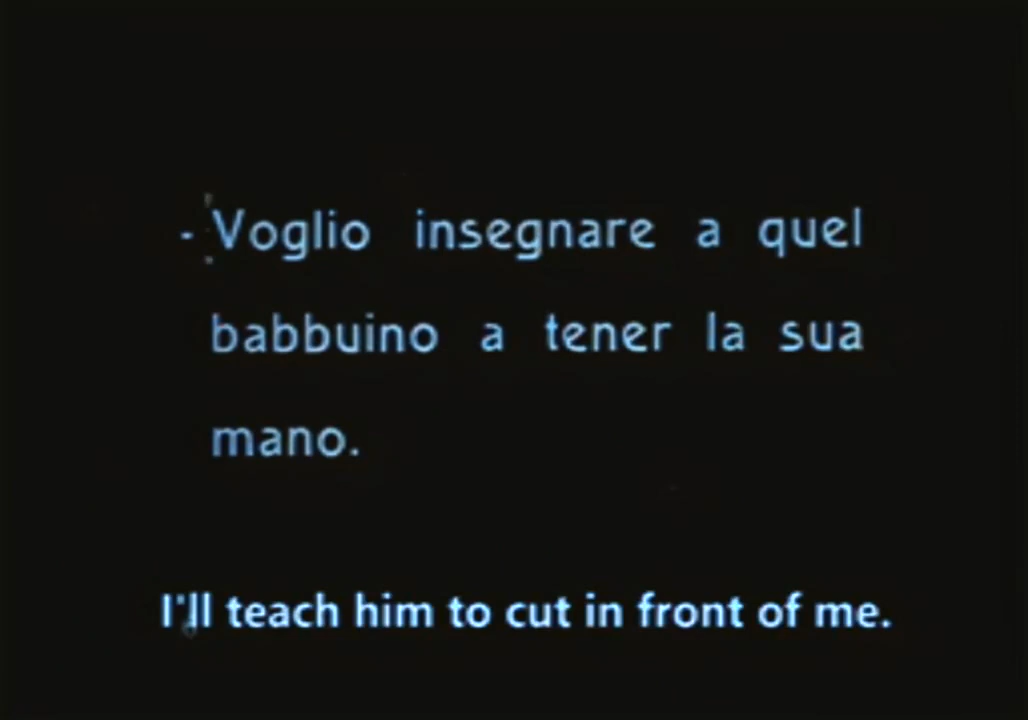 - Voglio insegnare a quel
babbuino a tener la sua
mano.
I'll teach him to cut in front of me.